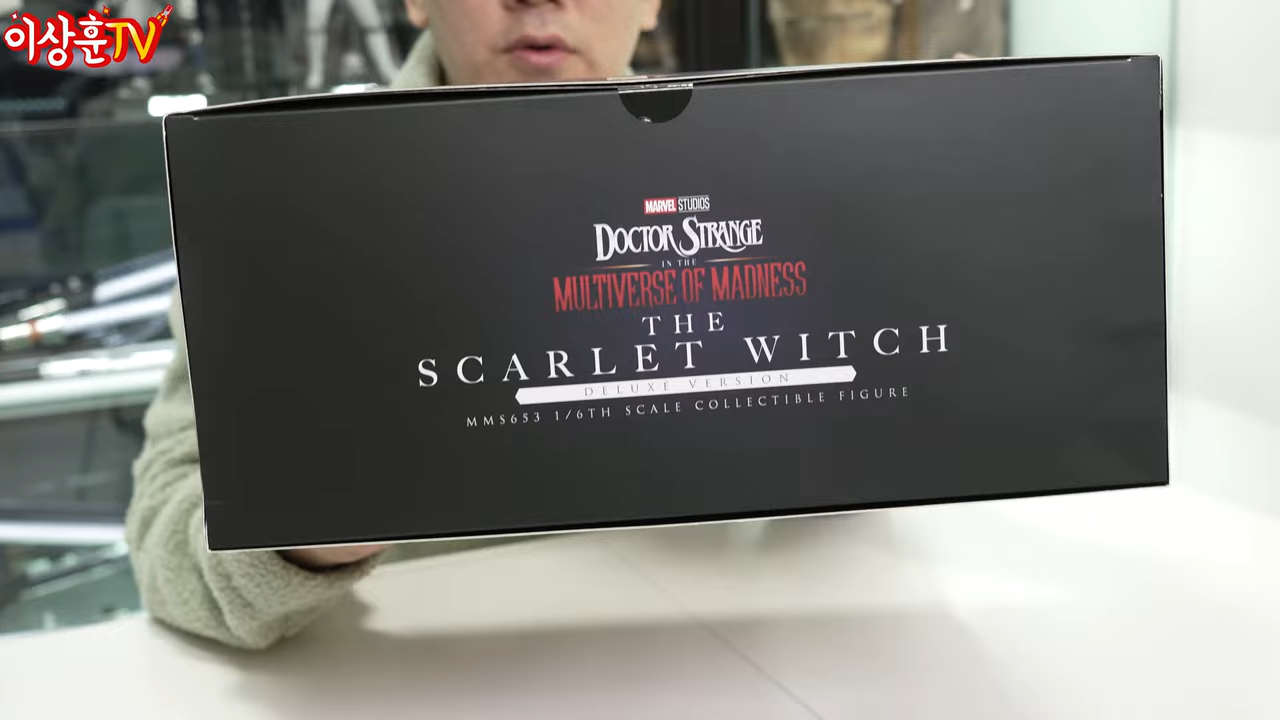 이상훈TV
MARVEL STUDIOS
DOCTOR STRANGE
IN THE
MULTIVERSE OF MADNESS
THE
SCARLET WITCH
DELUXE VERSION
MMS653 1/6TH SCALE COLLECTIBLE FIGURE